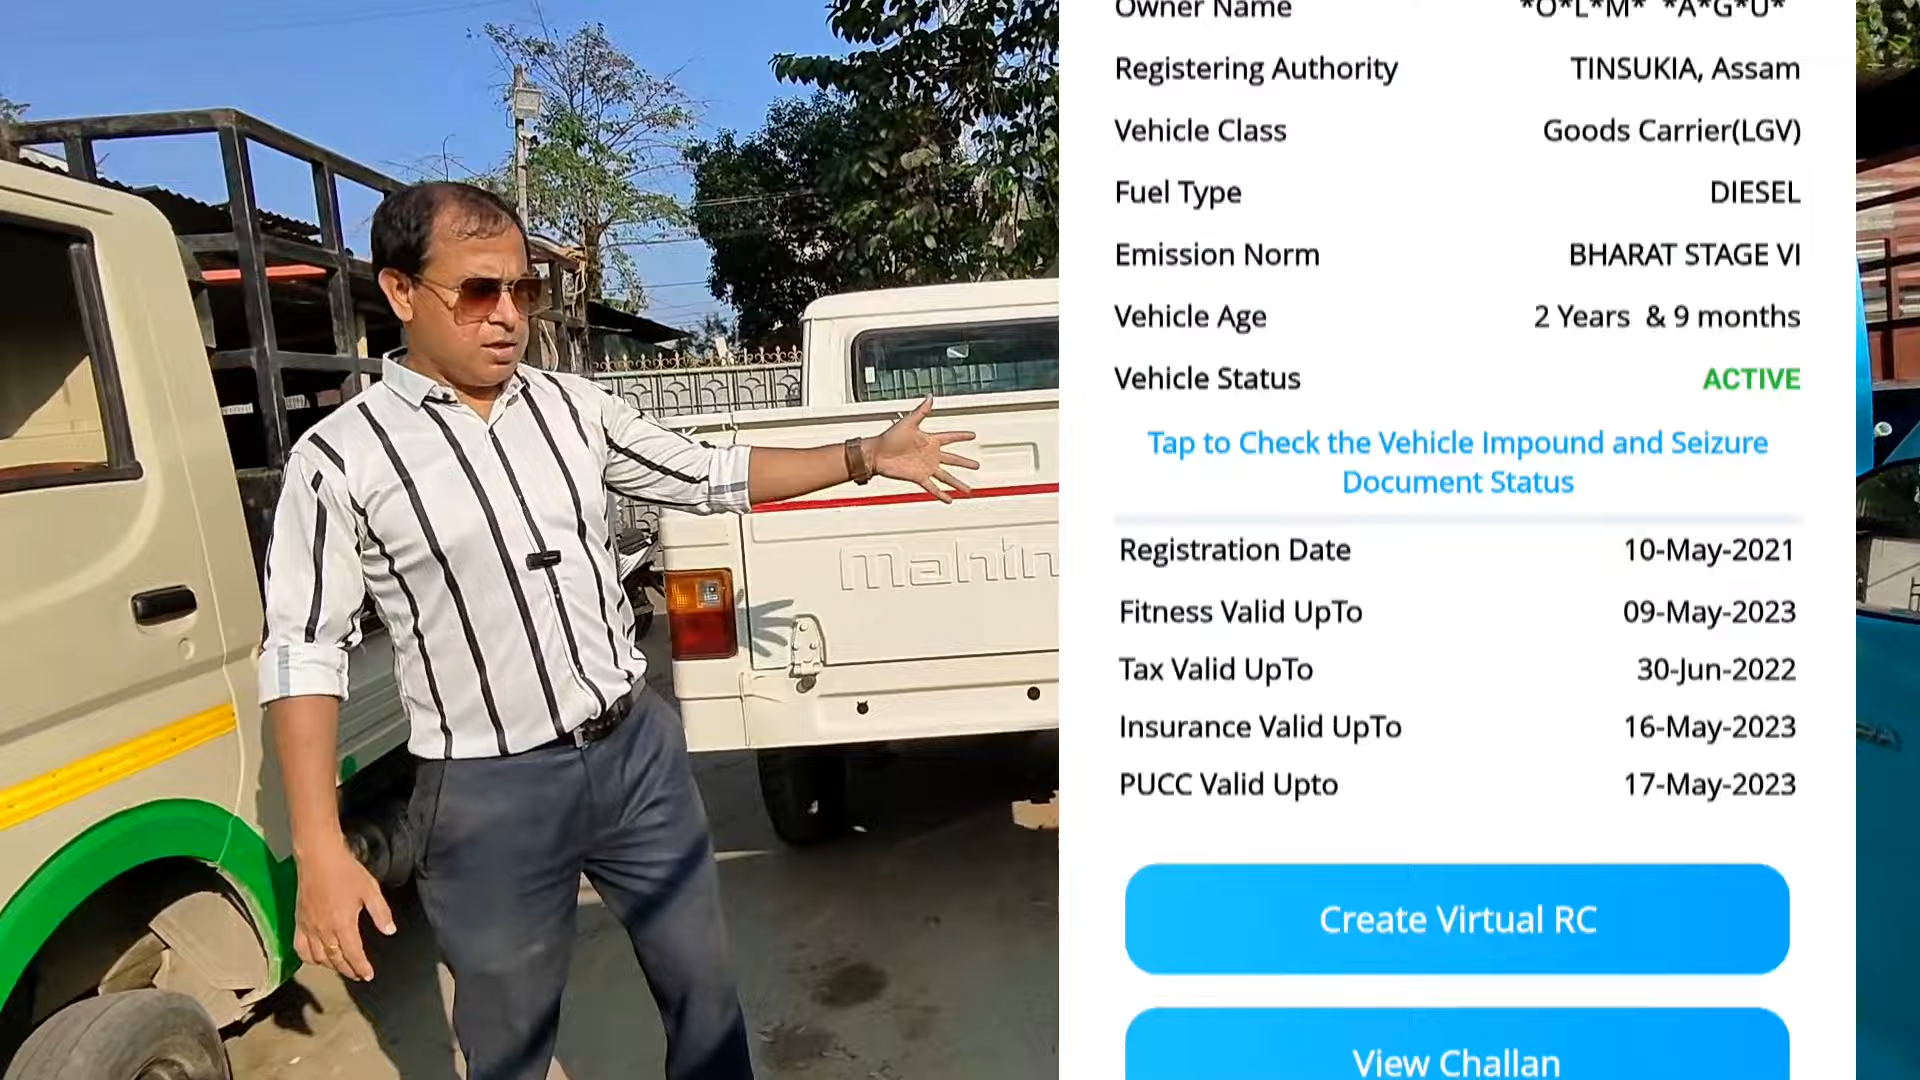 mahin
Owner Name *O*L*M* *A*G*U*
Registering Authority TINSUKIA, Assam
Vehicle Class Goods Carrier(LGV)
Fuel Type DIESEL
Emission Norm BHARAT STAGE VI
Vehicle Age 2 Years & 9 months
Vehicle Status ACTIVE
Tap to Check the Vehicle Impound and Seizure
Document Status
Registration Date 10-May-2021
Fitness Valid UpTo 09-May-2023
Tax Valid UpTo 30-Jun-2022
Insurance Valid UpTo 16-May-2023
PUCC Valid Upto 17-May-2023
Create Virtual RC
View Challan